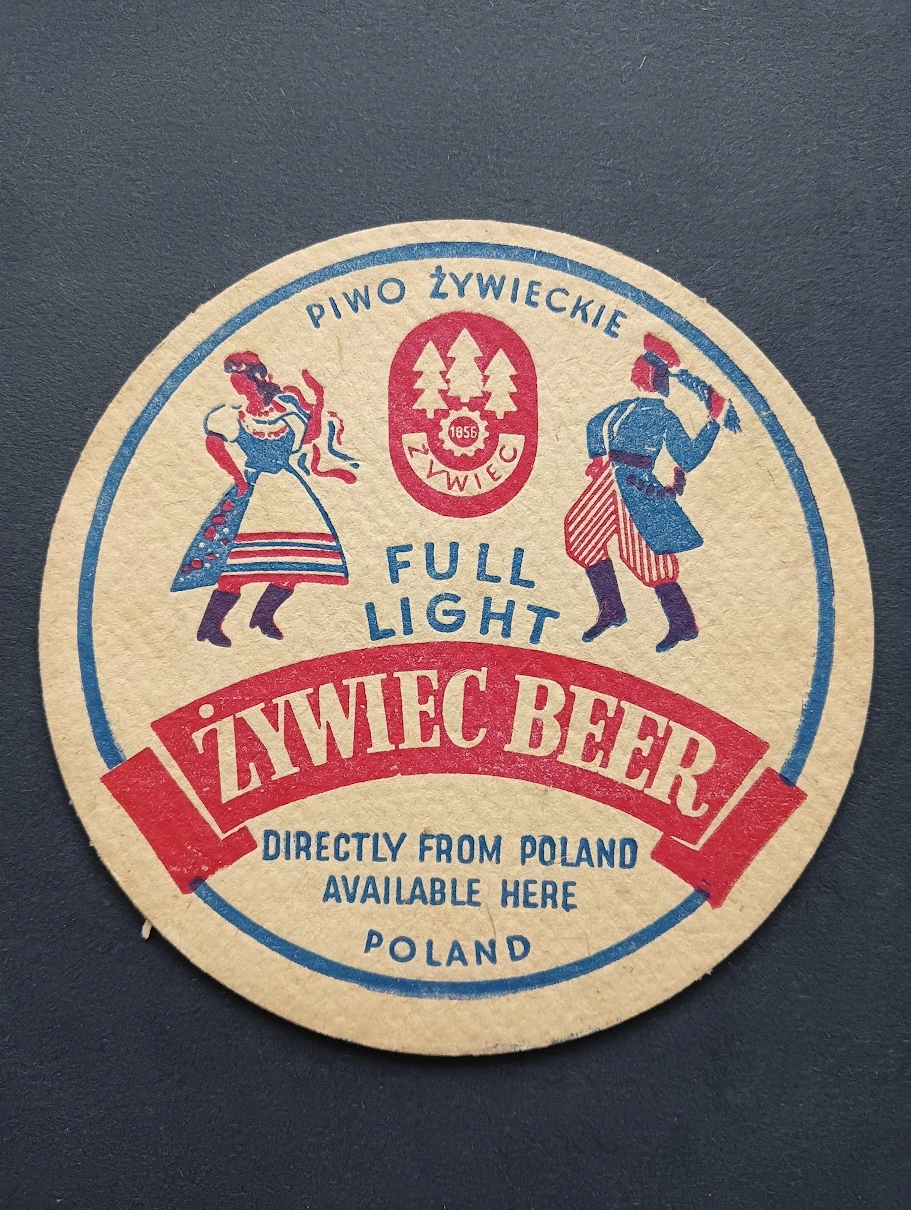 PIWO ŻYWIECKIE
1856
ŻYWIEC
FULL
LIGHT
ŻYWIEC BEER
DIRECTLY FROM POLAND
AVAILABLE HERE
POLAND